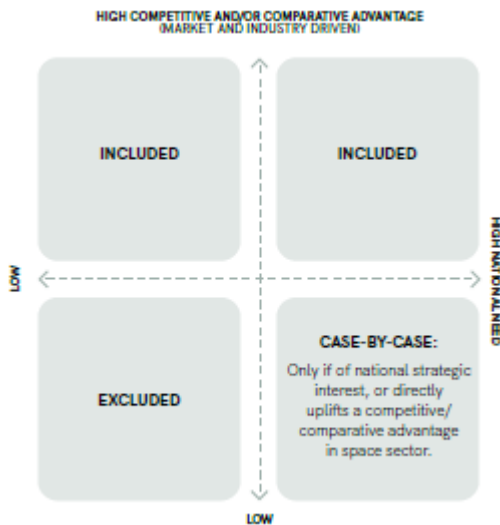 HIGH COMPETITIVE AND/OR COMPARATIVE ADVANTAGE
(MARKET AND INDUSTRY DRIVEN)
INCLUDED
INCLUDED
LOW
HIGH NATIONAL NEED
EXCLUDED
CASE-BY-CASE:
Only if of national strategic
interest, or directly
uplifts a competitive/
comparative advantage
in space sector.
LOW